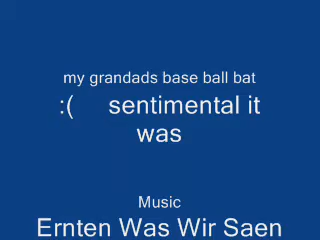 my grandads base ball bat
:( sentimental it
was
Music
Ernten Was Wir Saen